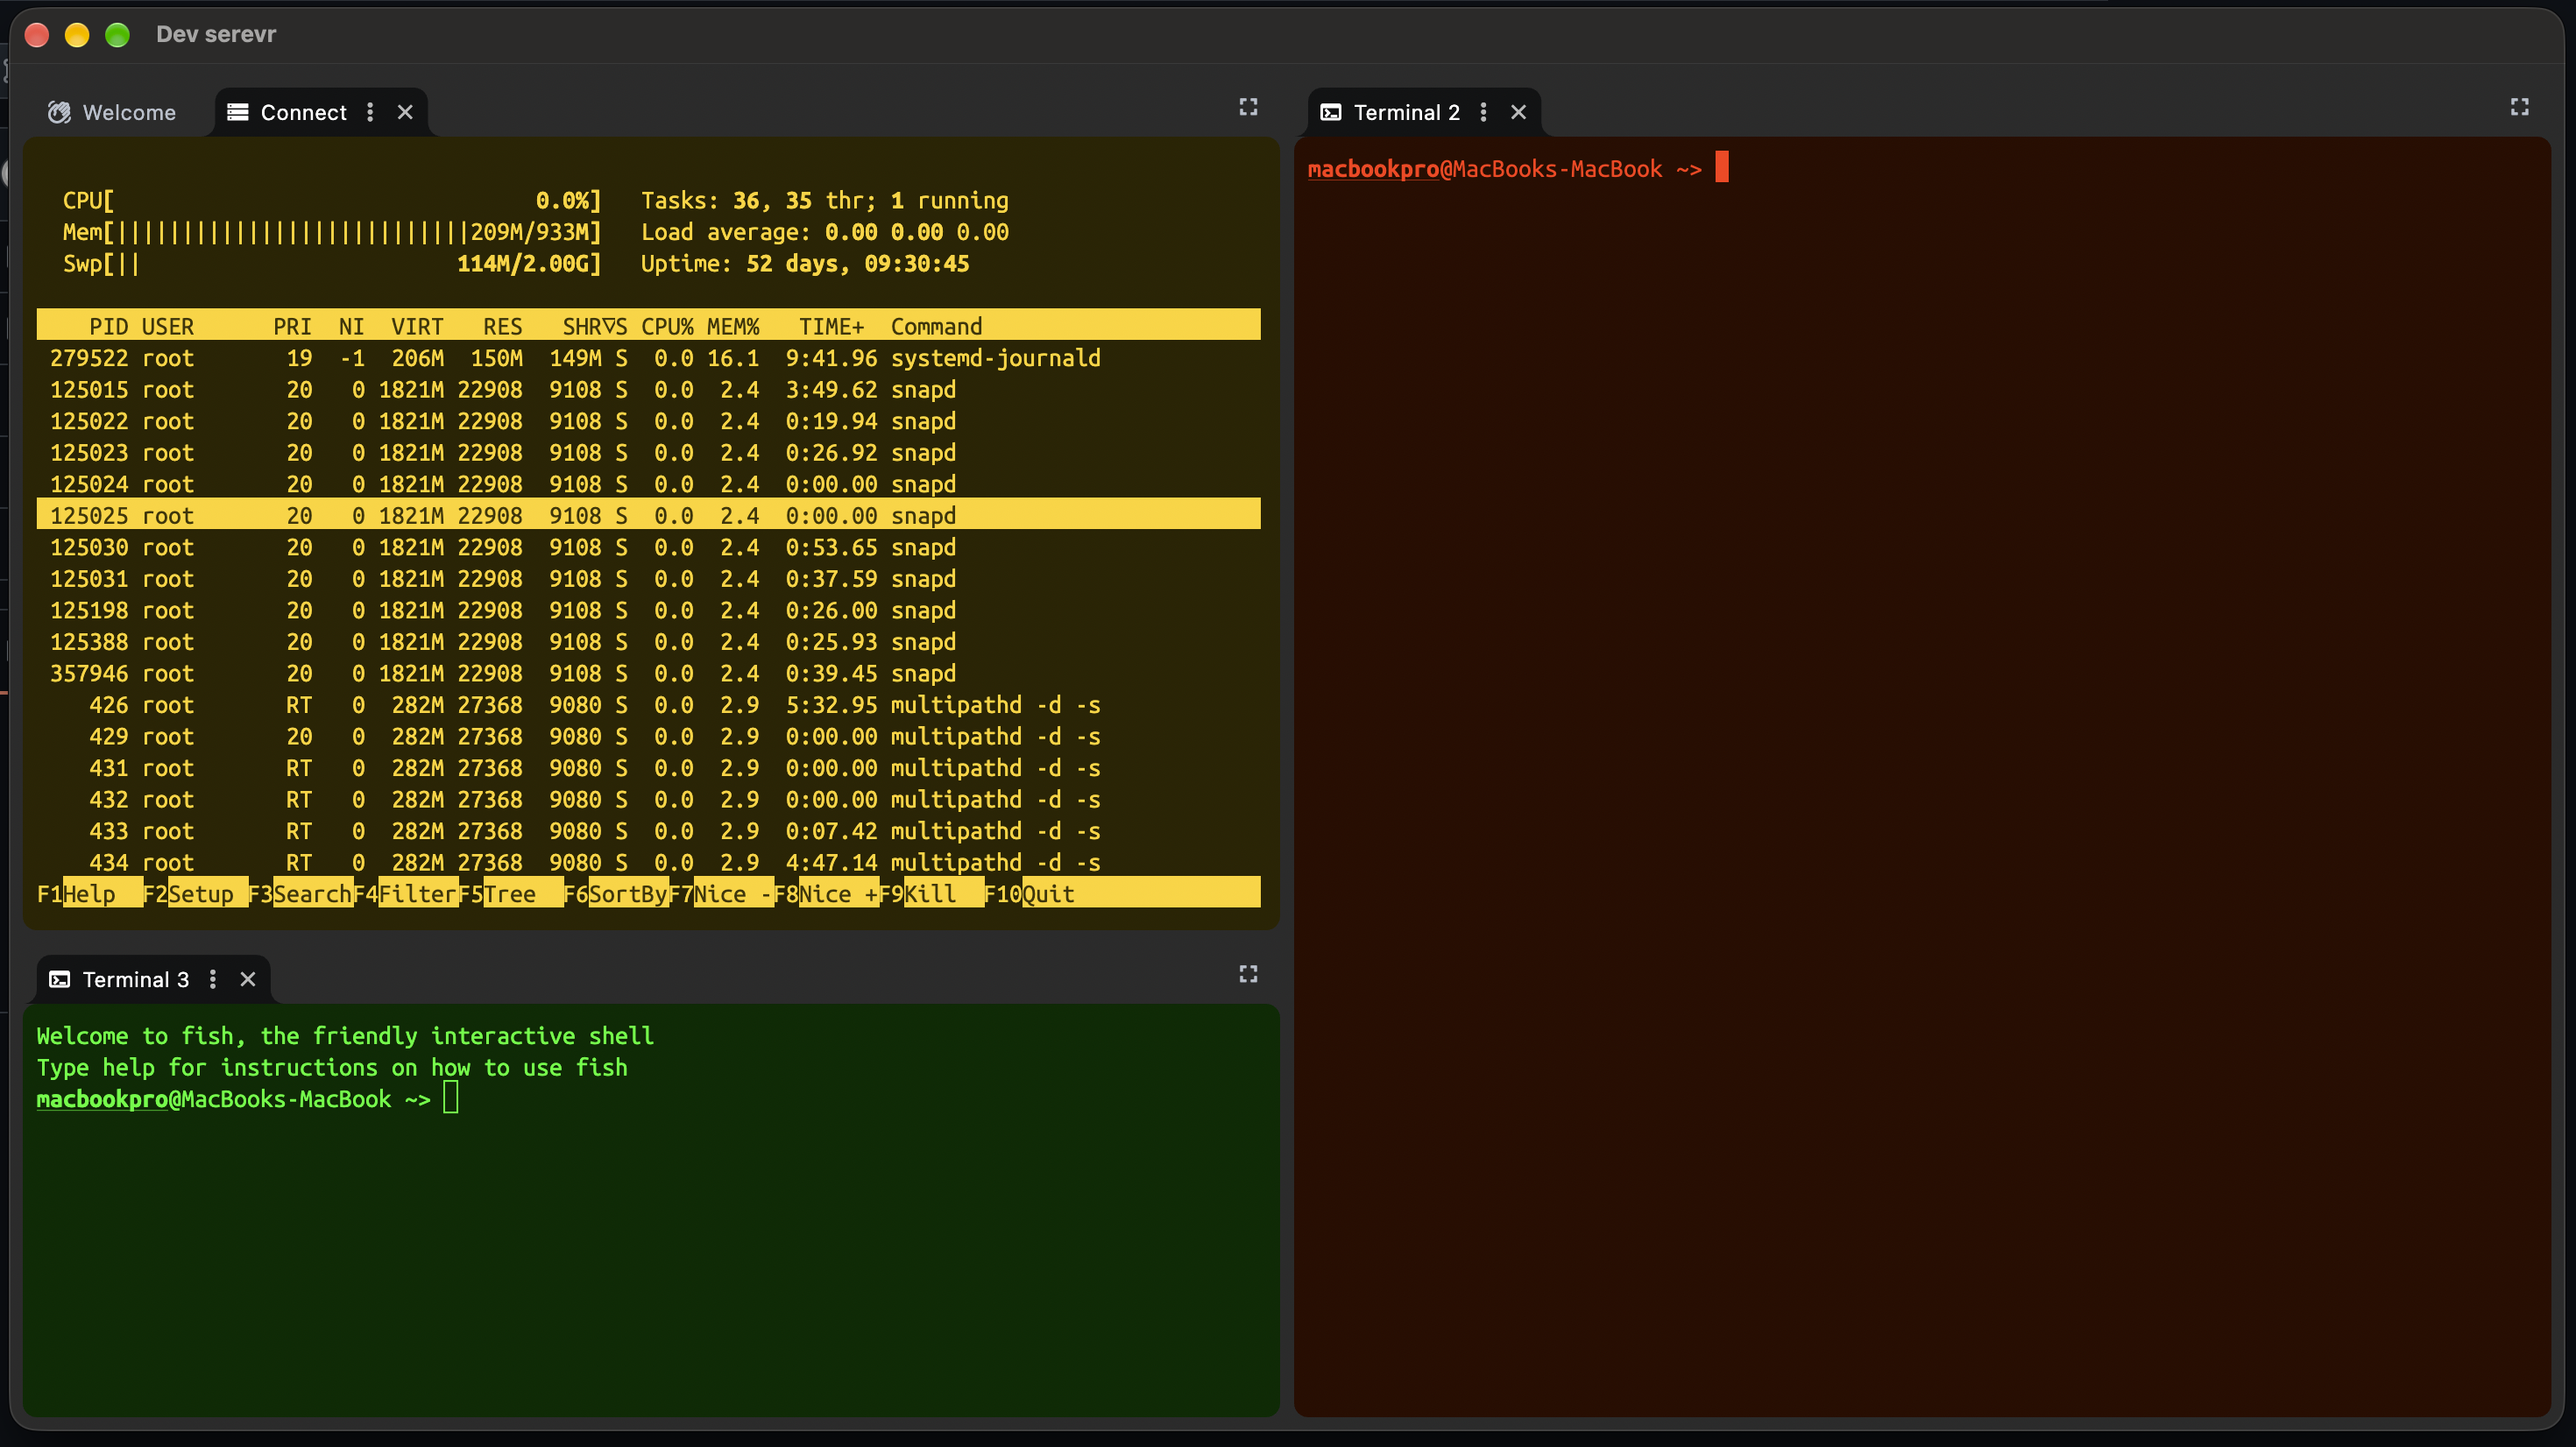 Dev serevr
Welcome
Connect
CPU[ 0.0%] Tasks: 36, 35 thr; 1 running
Mem[|||||||||||||||||||||||||||209M/933M] Load average: 0.00 0.00 0.00
Swp[|| 114M/2.00G] Uptime: 52 days, 09:30:45
PID USER PRI NI VIRT RES SHR▽S CPU% MEM% TIME+ Command
279522 root 19 -1 206M 150M 149M S 0.0 16.1 9:41.96 systemd-journald
125015 root 20 0 1821M 22908 9108 S 0.0 2.4 3:49.62 snapd
125022 root 20 0 1821M 22908 9108 S 0.0 2.4 0:19.94 snapd
125023 root 20 0 1821M 22908 9108 S 0.0 2.4 0:26.92 snapd
125024 root 20 0 1821M 22908 9108 S 0.0 2.4 0:00.00 snapd
125025 root 20 0 1821M 22908 9108 S 0.0 2.4 0:00.00 snapd
125030 root 20 0 1821M 22908 9108 S 0.0 2.4 0:53.65 snapd
125031 root 20 0 1821M 22908 9108 S 0.0 2.4 0:37.59 snapd
125198 root 20 0 1821M 22908 9108 S 0.0 2.4 0:26.00 snapd
125388 root 20 0 1821M 22908 9108 S 0.0 2.4 0:25.93 snapd
357946 root 20 0 1821M 22908 9108 S 0.0 2.4 0:39.45 snapd
426 root RT 0 282M 27368 9080 S 0.0 2.9 5:32.95 multipathd -d -s
429 root 20 0 282M 27368 9080 S 0.0 2.9 0:00.00 multipathd -d -s
431 root RT 0 282M 27368 9080 S 0.0 2.9 0:00.00 multipathd -d -s
432 root RT 0 282M 27368 9080 S 0.0 2.9 0:00.00 multipathd -d -s
433 root RT 0 282M 27368 9080 S 0.0 2.9 0:07.42 multipathd -d -s
434 root RT 0 282M 27368 9080 S 0.0 2.9 4:47.14 multipathd -d -s
F1Help F2Setup F3SearchF4FilterF5Tree F6SortByF7Nice -F8Nice +F9Kill F10Quit
Terminal 3
Welcome to fish, the friendly interactive shell
Type help for instructions on how to use fish
macbookpro@MacBooks-MacBook ~>
Terminal 2
macbookpro@MacBooks-MacBook ~>